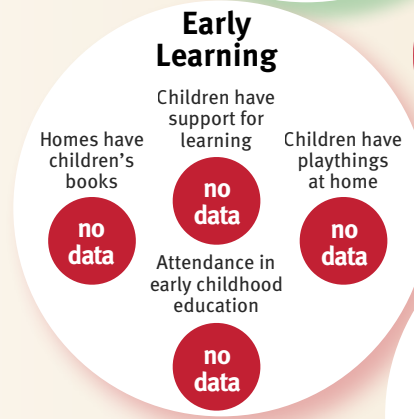 Early
Learning
Children have
support for
learning
no
data
Homes have
children’s
books
no
data
Children have
playthings
at home
no
data
Attendance in
early childhood
education
no
data